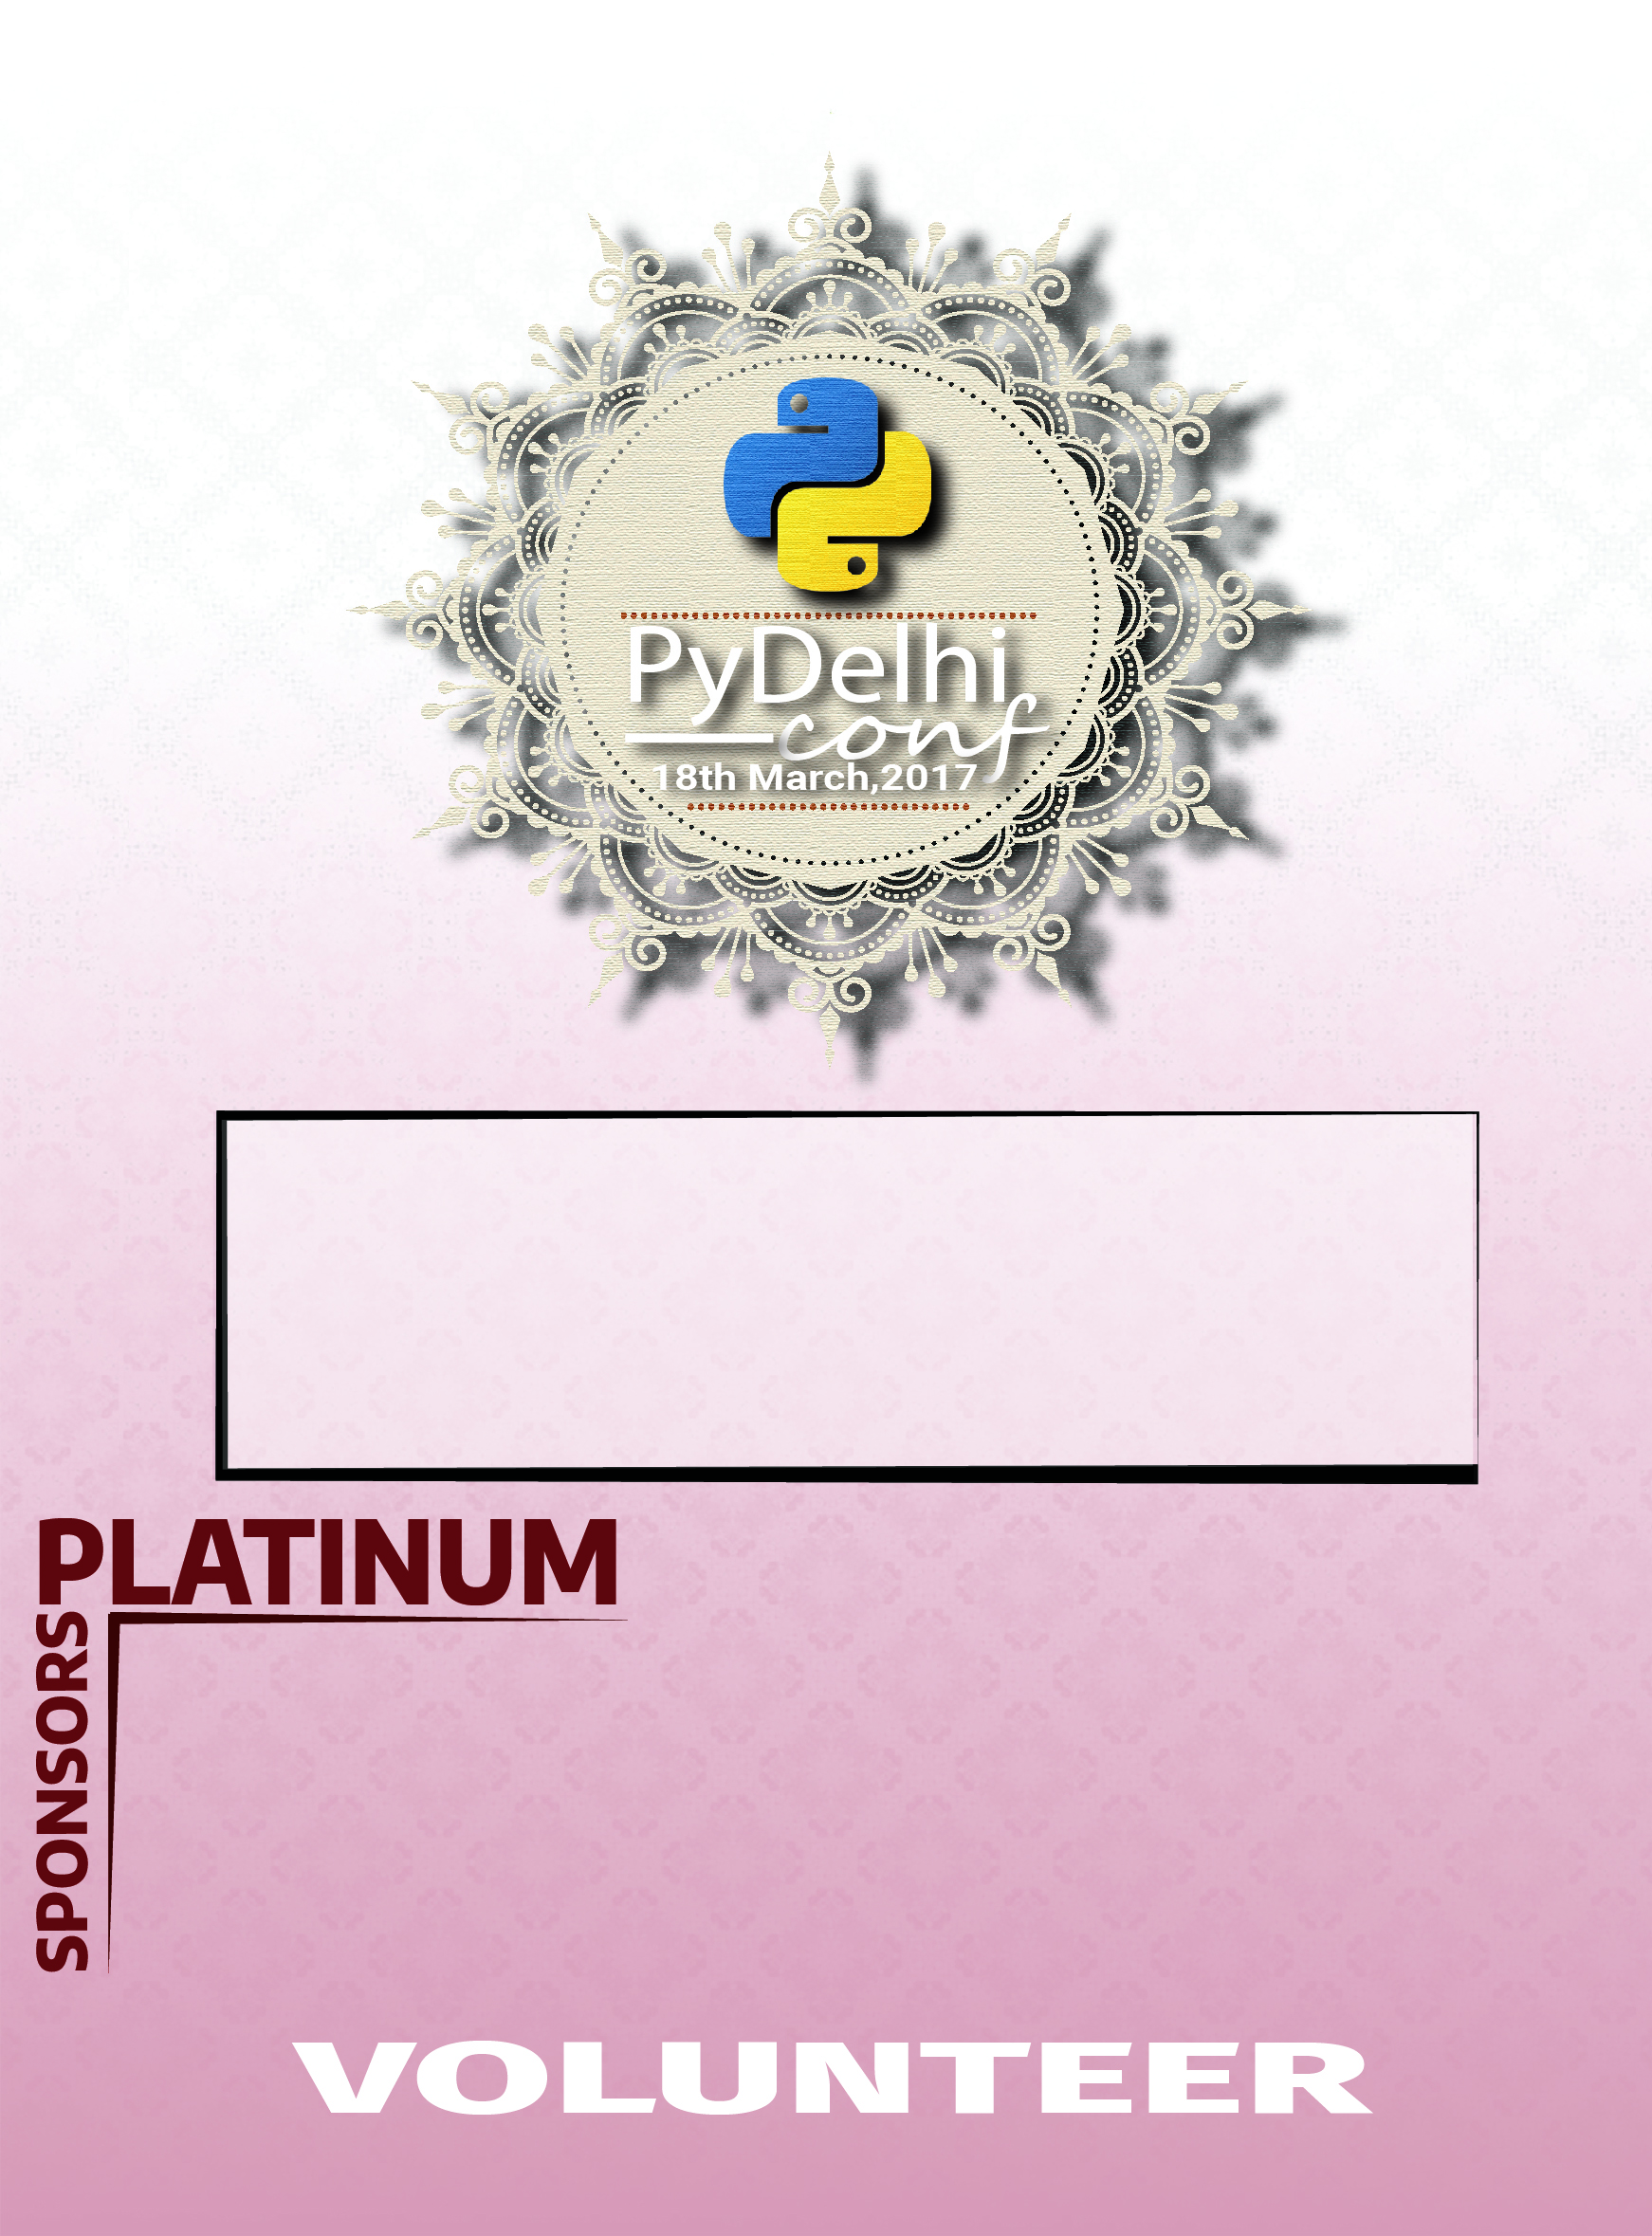 PyDelhi
conf
18th March,2017
PLATINUM
SPONSORS
VOLUNTEER